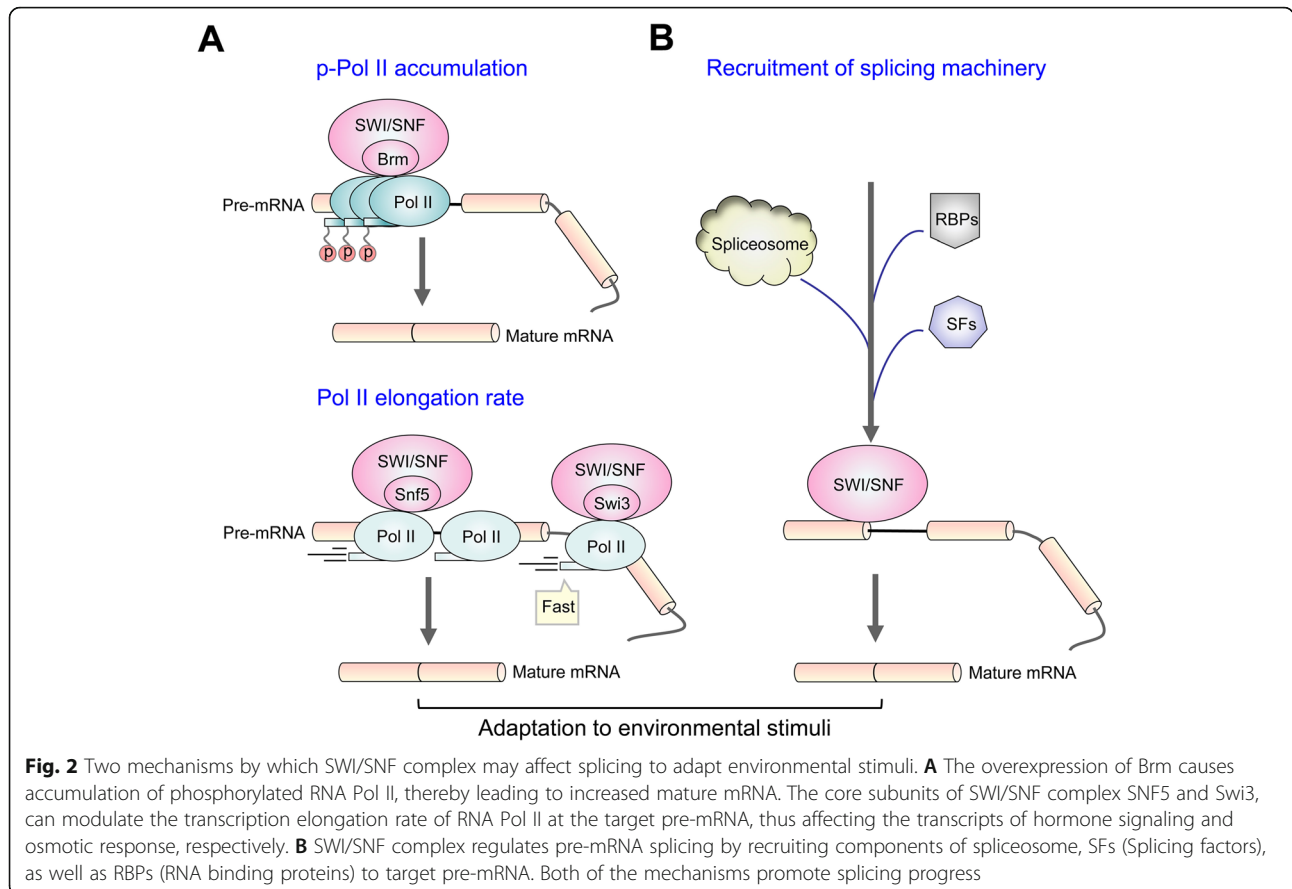 A
p-Pol II accumulation
SWI/SNF
Brm
Pre-mRNA
Pol II
p p p
Mature mRNA
Pol II elongation rate
SWI/SNF
Snf5
SWI/SNF
Swi3
Pre-mRNA
Pol II
Pol II
Pol II
Fast
Mature mRNA
B
Recruitment of splicing machinery
Spliceosome
RBPs
SFs
SWI/SNF
Mature mRNA
Adaptation to environmental stimuli
Fig. 2 Two mechanisms by which SWI/SNF complex may affect splicing to adapt environmental stimuli. A The overexpression of Brm causes
accumulation of phosphorylated RNA Pol II, thereby leading to increased mature mRNA. The core subunits of SWI/SNF complex SNF5 and Swi3,
can modulate the transcription elongation rate of RNA Pol II at the target pre-mRNA, thus affecting the transcripts of hormone signaling and
osmotic response, respectively. B SWI/SNF complex regulates pre-mRNA splicing by recruiting components of spliceosome, SFs (Splicing factors),
as well as RBPs (RNA binding proteins) to target pre-mRNA. Both of the mechanisms promote splicing progress